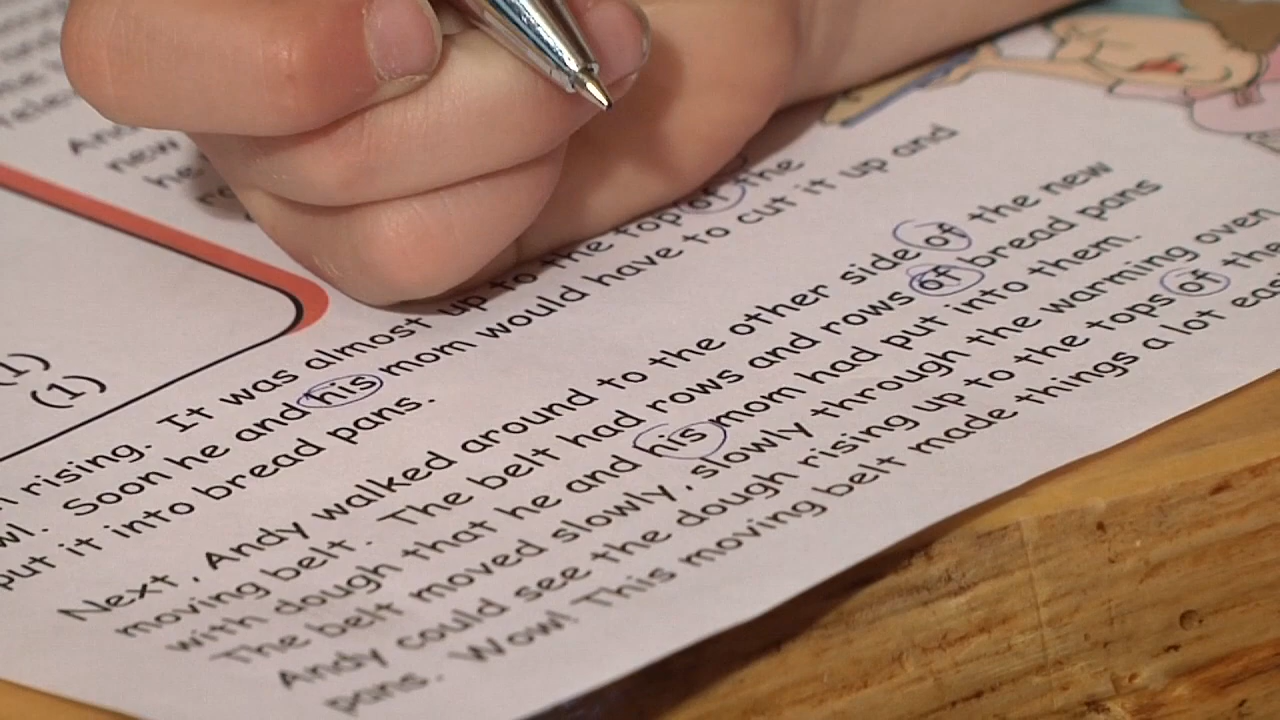 And
new
he
(1)
(1)
rising. It was almost up to the top of the
Soon he and his mom would have to cut it up and
put it into bread pans.
Next, Andy walked around to the other side of the new
moving belt. The belt had rows and rows of bread pans
with dough that he and his mom had put into them.
The belt moved slowly, slowly through the warming oven
Andy could see the dough rising up to the tops of the
pans. Wow! This moving belt made things a lot eas